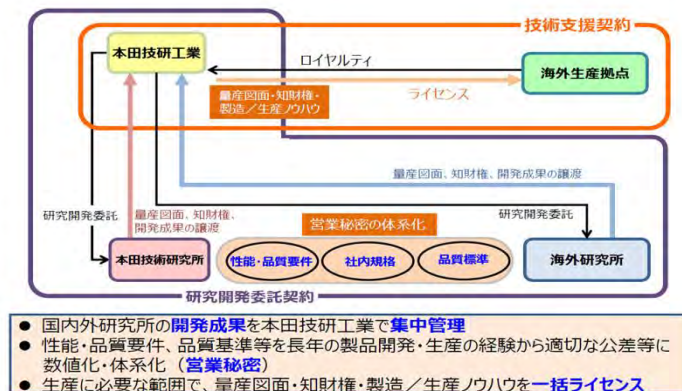 技術支援契約
本田技研工業
ロイヤルティ
海外生産拠点
量産図面・知財権・
製造／生産ノウハウ
ライセンス
量産図面、知財権、開発成果の譲渡
研究開発委託
量産図面、知財権、
開発成果の譲渡
営業秘密の体系化
研究開発委託
本田技術研究所
性能・品質要件
社内規格
品質標準
海外研究所
研究開発委託契約
● 国内外研究所の開発成果を本田技研工業で集中管理
● 性能・品質要件、品質基準等を長年の製品開発・生産の経験から適切な公差等に
数値化・体系化（営業秘密）
● 生産に必要な範囲で、量産図面・知財権・製造／生産ノウハウを一括ライセンス